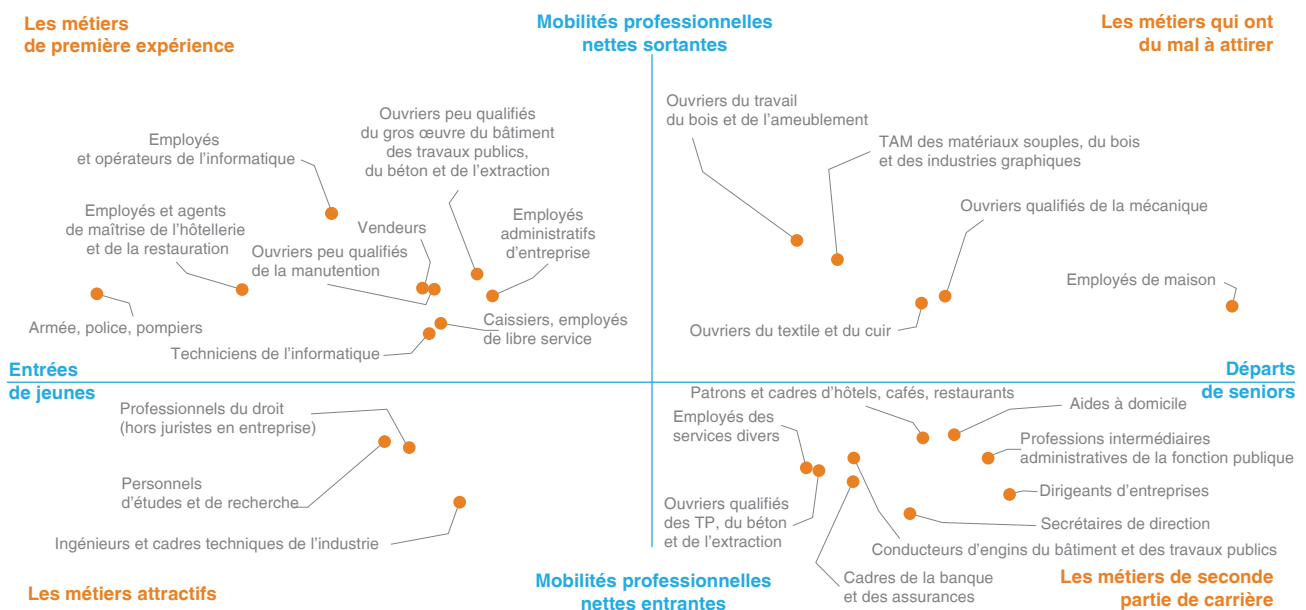 Les métiers
de première expérience
Mobilités professionnelles
nettes sortantes
Les métiers qui ont
du mal à attirer
Employés
et opérateurs de l'informatique
Ouvriers peu qualifiés
du gros œuvre du bâtiment
des travaux publics,
du béton et de l'extraction
Employés et agents
de maîtrise de l'hôtellerie
et de la restauration
Vendeurs
Ouvriers peu qualifiés
de la manutention
Employés
administratifs
d'entreprise
Armée, police, pompiers
Techniciens de l'informatique
Caissiers, employés
de libre service
Ouvriers du travail
du bois et de l'ameublement
TAM des matériaux souples, du bois
et des industries graphiques
Ouvriers qualifiés de la mécanique
Employés de maison
Ouvriers du textile et du cuir
Entrées
de jeunes
Départs
de seniors
Professionnels du droit
(hors juristes en entreprise)
Personnels
d'études et de recherche
Ingénieurs et cadres techniques de l'industrie
Patrons et cadres d'hôtels, cafés, restaurants
Employés des
services divers
Aides à domicile
Professions intermédiaires
administratives de la fonction publique
Dirigeants d'entreprises
Ouvriers qualifiés
des TP, du béton
et de l'extraction
Secrétaires de direction
Conducteurs d'engins du bâtiment et des travaux publics
Cadres de la banque
et des assurances
Les métiers attractifs
Mobilités professionnelles
nettes entrantes
Les métiers de seconde
partie de carrière